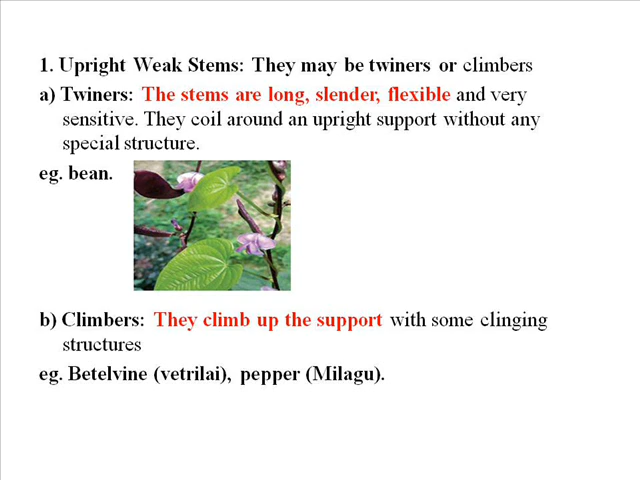 1. Upright Weak Stems: They may be twiners or climbers
a) Twiners: The stems are long, slender, flexible and very
sensitive. They coil around an upright support without any
special structure.
eg. bean.
b) Climbers: They climb up the support with some clinging
structures
eg. Betelvine (vetrilai), pepper (Milagu).